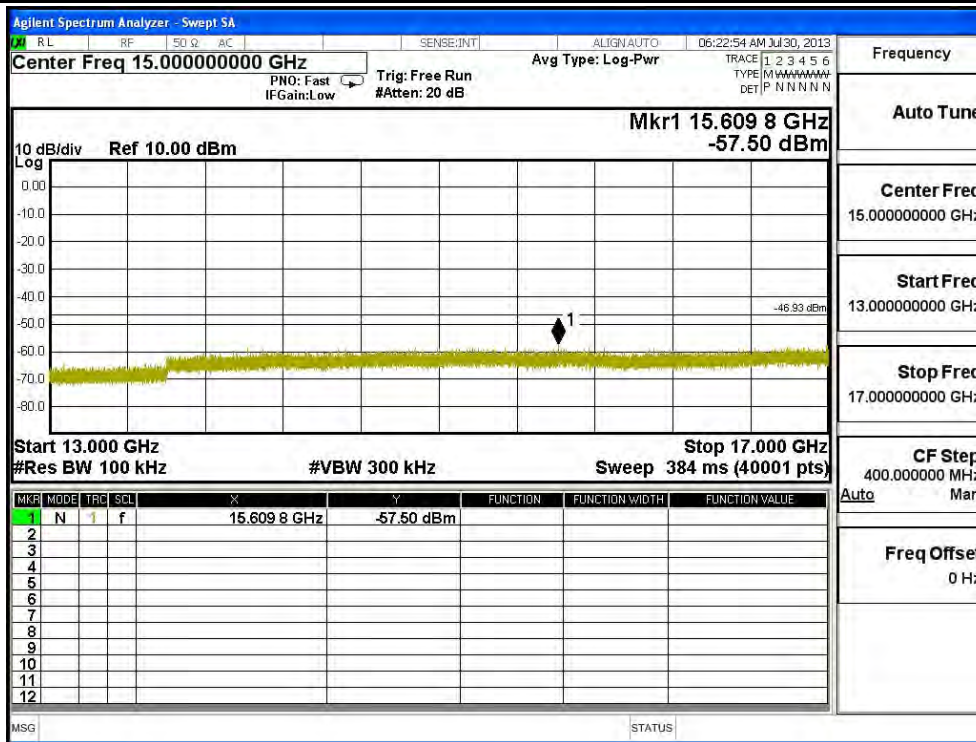 Agilent Spectrum Analyzer - Swept SA
RL RF 50 Ω AC SENSE:INT ALIGNAUTO 06:22:54 AM Jul 30, 2013
Center Freq 15.000000000 GHz
PNO: Fast
IFGain:Low
Trig: Free Run
#Atten: 20 dB
Avg Type: Log-Pwr
TRACE 1 2 3 4 5 6
TYPE M
DET P N N N N N
Mkr1 15.609 8 GHz
-57.50 dBm
10 dB/div Ref 10.00 dBm
Log
0.00
-10.0
-20.0
-30.0
-40.0
-46.93 dBm
-50.0
1
-60.0
-70.0
-80.0
Start 13.000 GHz Stop 17.000 GHz
#Res BW 100 kHz #VBW 300 kHz Sweep 384 ms (40001 pts)
MKR MODE TRC SCL X Y FUNCTION FUNCTION WIDTH FUNCTION VALUE
1 N 1 f 15.609 8 GHz -57.50 dBm
2
3
4
5
6
7
8
9
10
11
12
MSG STATUS
Frequency
Auto Tune
Center Freq
15.000000000 GHz
Start Freq
13.000000000 GHz
Stop Freq
17.000000000 GHz
CF Step
400.000000 MHz
Auto Man
Freq Offset
0 Hz